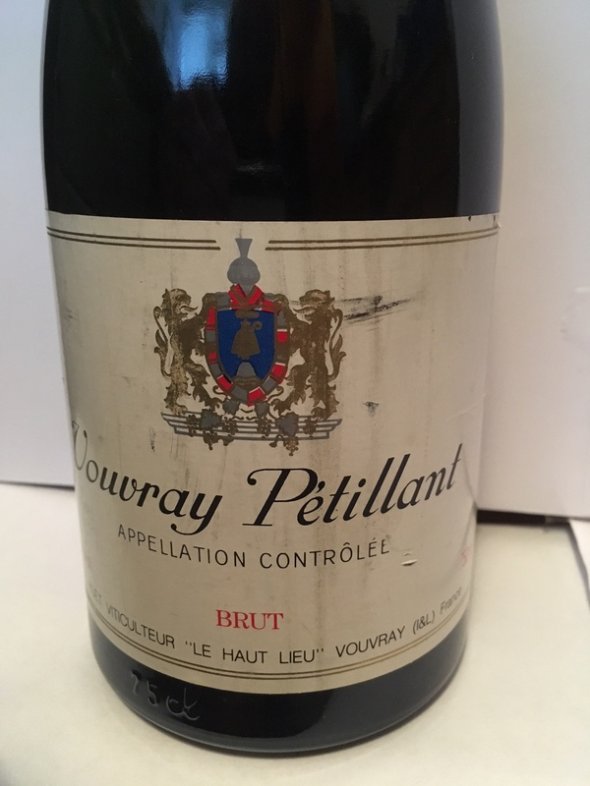 Vouvray Pétillant
APPELLATION CONTRÔLÉE
BRUT
VITICULTEUR "LE HAUT LIEU" VOUVRAY (I&L) France
75cl